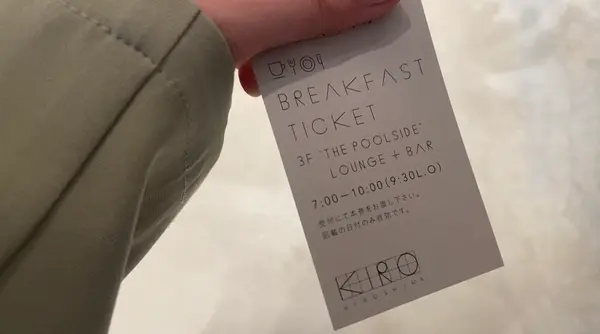 BREAKFAST
TICKET
3F "THE POOLSIDE"
LOUNGE + BAR
7:00-10:00(9:30L.O)
受付にて本券をお渡し下さい。
記載の日付のみ有効です。
KIRO
HIROSHIMA